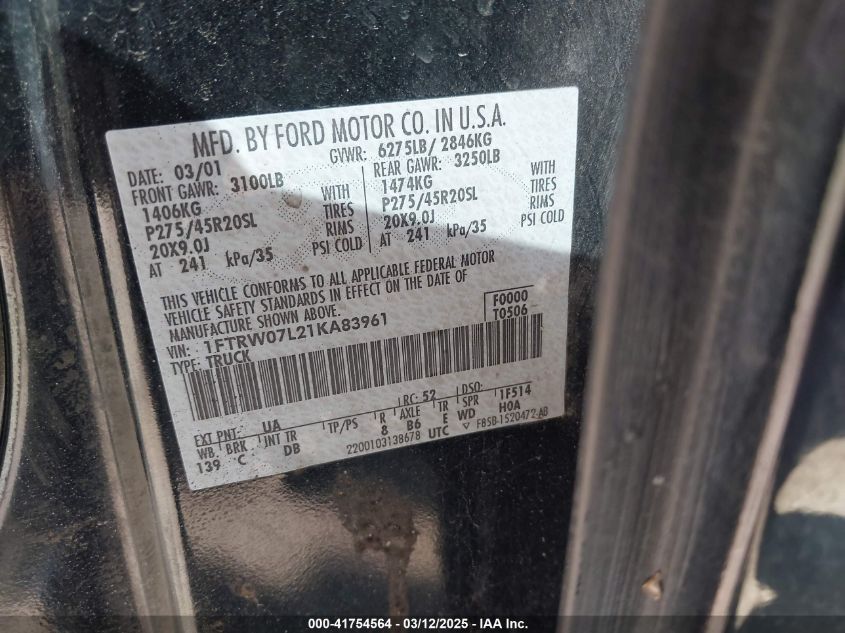 MFD. BY FORD MOTOR CO. IN U.S.A.
DATE: 03/01 GVWR: 6275LB/ 2846KG
FRONT GAWR: 3100LB REAR GAWR: 3250LB
1406KG WITH 1474KG WITH
P275/45R20SL TIRES P275/45R20SL TIRES
20X9.0J RIMS 20X9.0J RIMS
AT 241 kPa/35 PSI COLD AT 241 kPa/35 PSI COLD
THIS VEHICLE CONFORMS TO ALL APPLICABLE FEDERAL MOTOR
VEHICLE SAFETY STANDARDS IN EFFECT ON THE DATE OF
MANUFACTURE SHOWN ABOVE.
F0000
T0506
VIN: 1FTRW07L21KA83961
TYPE: TRUCK
EXT PNT: UA RC: 52 DSO:
WB BRK INT TR TP/PS R AXLE TR SPR 1F514
139 C DB 8 B6 E WD H0A
2200103138678 UTC ▽ F85B-1520472-AB
000-41754564 - 03/12/2025 - IAA Inc.